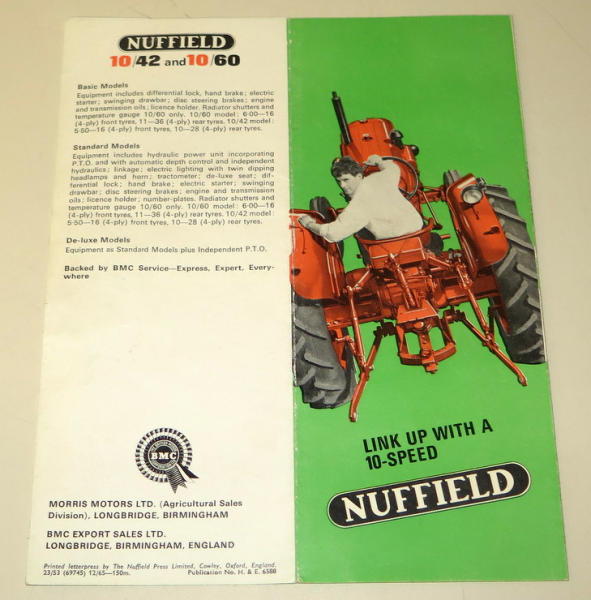 NUFFIELD
10/42 and 10/60
Basic Models
Equipment includes differential lock, hand brake; electric
starter; swinging drawbar; disc steering brakes; engine
and transmission oils; licence holder. Radiator shutters and
temperature gauge 10/60 only. 10/60 model: 6·00—16
(4-ply) front tyres, 11—36 (4-ply) rear tyres. 10/42 model:
5·50—16 (4-ply) front tyres, 10—28 (4-ply) rear tyres.
Standard Models
Equipment includes hydraulic power unit incorporating
P.T.O. and with automatic depth control and independent
hydraulics; linkage; electric lighting with twin dipping
headlamps and horn; tractometer; de-luxe seat; dif-
ferential lock; hand brake; electric starter; swinging
drawbar; disc steering brakes; engine and transmission
oils; licence holder; number-plates. Radiator shutters and
temperature gauge 10/60 only. 10/60 model: 6·00—16
(4-ply) front tyres, 11—36 (4-ply) rear tyres. 10/42 model:
5·50—16 (4-ply) front tyres, 10—28 (4-ply) rear tyres.
De-luxe Models
Equipment as Standard Models plus Independent P.T.O.
Backed by BMC Service—Express, Expert, Every-
where
BMC
MORRIS MOTORS LTD. (Agricultural Sales
Division), LONGBRIDGE, BIRMINGHAM
BMC EXPORT SALES LTD.
LONGBRIDGE, BIRMINGHAM, ENGLAND
Printed letterpress by The Nuffield Press Limited, Cowley, Oxford, England.
23/53 (69745) 12/65—150m. Publication No. H. & E. 6588
LINK UP WITH A
10-SPEED
NUFFIELD